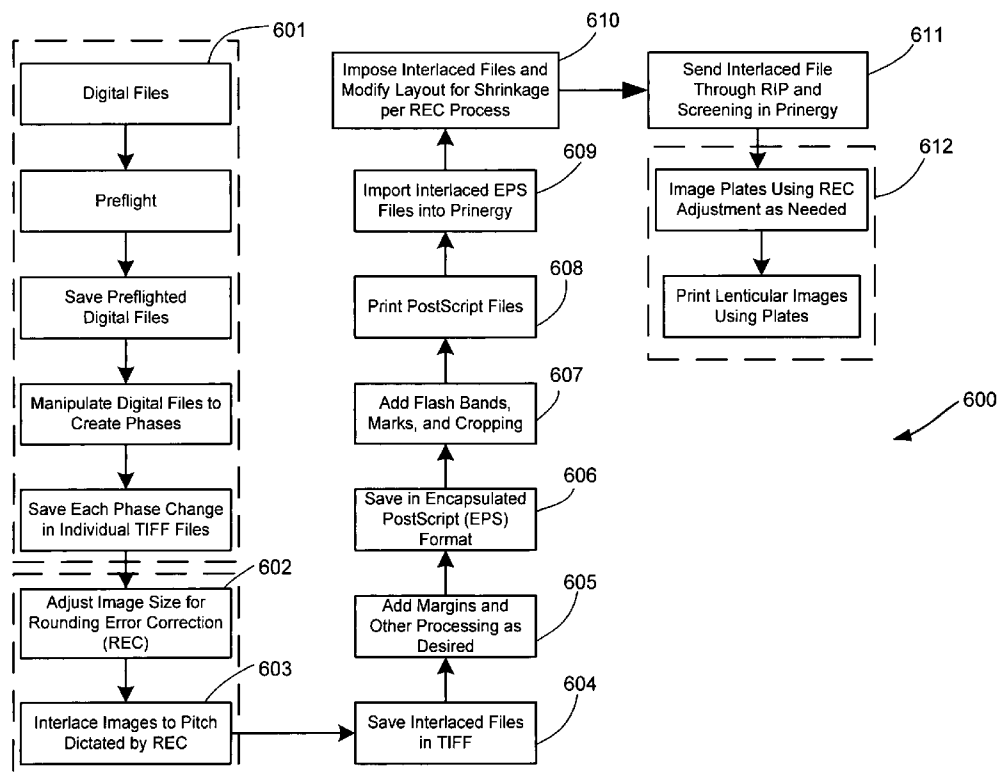 601
Digital Files
Preflight
Save Preflighted
Digital Files
Manipulate Digital Files to
Create Phases
Save Each Phase Change
in Individual TIFF Files
602
Adjust Image Size for
Rounding Error Correction
(REC)
603
Interlace Images to Pitch
Dictated by REC
604
Save Interlaced Files
in TIFF
605
Add Margins and
Other Processing as
Desired
606
Save in Encapsulated
PostScript (EPS)
Format
607
Add Flash Bands,
Marks, and Cropping
608
Print PostScript Files
609
Import Interlaced EPS
Files into Prinergy
610
Impose Interlaced Files and
Modify Layout for Shrinkage
per REC Process
611
Send Interlaced File
Through RIP and
Screening in Prinergy
612
Image Plates Using REC
Adjustment as Needed
Print Lenticular Images
Using Plates
600